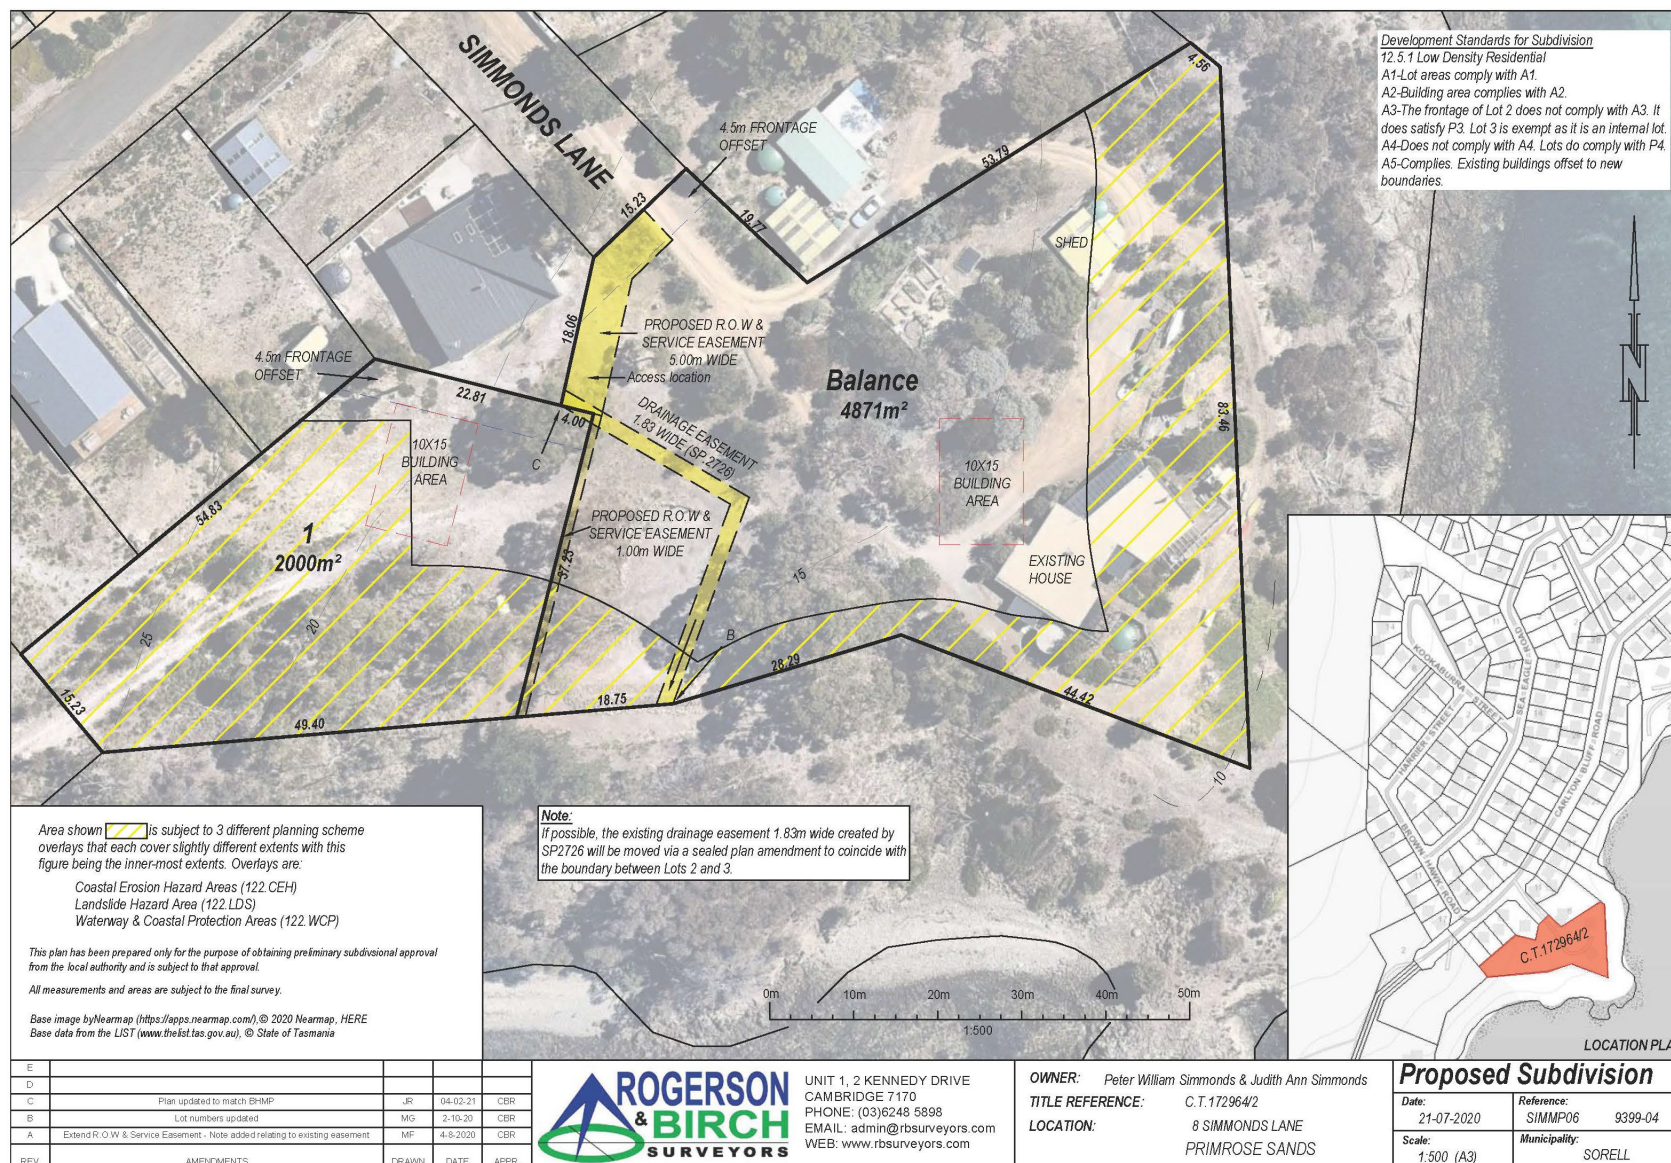 Development Standards for Subdivision
12.5.1 Low Density Residential
A1-Lot areas comply with A1.
A2-Building area complies with A2.
A3-The frontage of Lot 2 does not comply with A3. It
does satisfy P3. Lot 3 is exempt as it is an internal lot.
A4-Does not comply with A4. Lots do comply with P4.
A5-Complies. Existing buildings offset to new
boundaries.
SIMMONDS LANE
4.5m FRONTAGE
OFFSET
4.56
53.79
15.23
19.77
SHED
18.06
PROPOSED R.O.W &
SERVICE EASEMENT
5.00m WIDE
Access location
4.5m FRONTAGE
OFFSET
22.81
4.00
C
DRAINAGE EASEMENT
1.83 WIDE (SP.2726)
Balance
4871m²
83.46
10X15
BUILDING
AREA
10X15
BUILDING
AREA
54.83
1
2000m²
PROPOSED R.O.W &
SERVICE EASEMENT
1.00m WIDE
37.23
EXISTING
HOUSE
15
20
25
B
28.29
18.75
44.42
15.23
49.40
10
N
KOOKABURRA STREET
HARRIER STREET
SEA EAGLE ROAD
CARLTON BLUFF ROAD
BROWN HAWK ROAD
C.T.172964/2
LOCATION PLA
Area shown is subject to 3 different planning scheme
overlays that each cover slightly different extents with this
figure being the inner-most extents. Overlays are:
Coastal Erosion Hazard Areas (122.CEH)
Landslide Hazard Area (122.LDS)
Waterway & Coastal Protection Areas (122.WCP)
This plan has been prepared only for the purpose of obtaining preliminary subdivisional approval
from the local authority and is subject to that approval.
All measurements and areas are subject to the final survey.
Base image byNearmap (https://apps.nearmap.com/),© 2020 Nearmap, HERE
Base data from the LIST (www.thelist.tas.gov.au), © State of Tasmania
Note:
If possible, the existing drainage easement 1.83m wide created by
SP2726 will be moved via a sealed plan amendment to coincide with
the boundary between Lots 2 and 3.
0m 10m 20m 30m 40m 50m
1:500
E
D
C Plan updated to match BHMP JR 04-02-21 CBR
B Lot numbers updated MG 2-10-20 CBR
A Extend R.O.W & Service Easement - Note added relating to existing easement MF 4-8-2020 CBR
REV AMENDMENTS DRAWN DATE APPR.
ROGERSON
& BIRCH
SURVEYORS
UNIT 1, 2 KENNEDY DRIVE
CAMBRIDGE 7170
PHONE: (03)6248 5898
EMAIL: admin@rbsurveyors.com
WEB: www.rbsurveyors.com
OWNER: Peter William Simmonds & Judith Ann Simmonds
TITLE REFERENCE: C.T.172964/2
LOCATION: 8 SIMMONDS LANE
PRIMROSE SANDS
Proposed Subdivision
Date: 21-07-2020
Reference: SIMMP06 9399-04
Scale: 1:500 (A3)
Municipality: SORELL